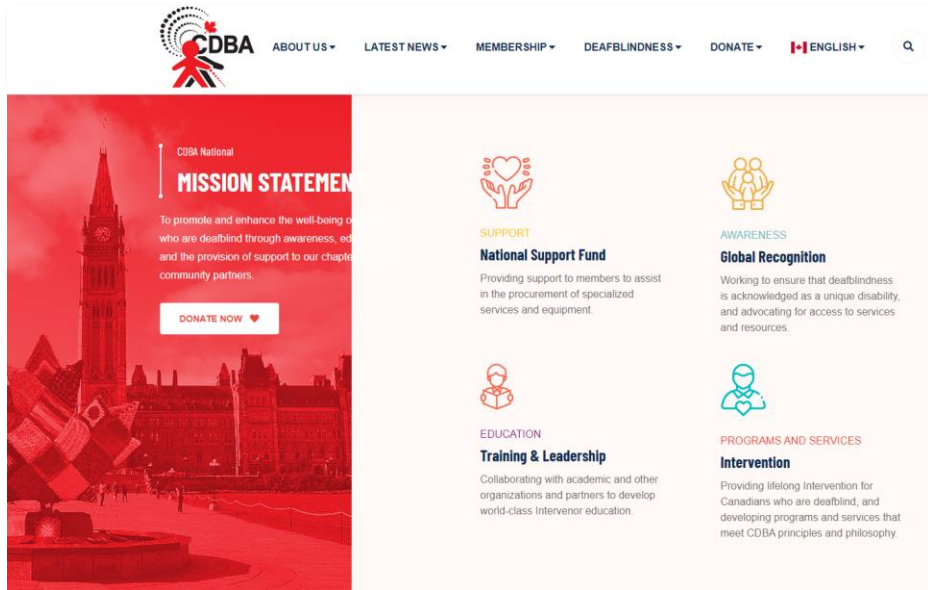 CDBA
ABOUT US
LATEST NEWS
MEMBERSHIP
DEAFBLINDNESS
DONATE
ENGLISH
CDBA National
MISSION STATEMEN
To promote and enhance the well-being o
who are deafblind through awareness, ed
and the provision of support to our chapte
community partners.
DONATE NOW
SUPPORT
National Support Fund
Providing support to members to assist
in the procurement of specialized
services and equipment.
AWARENESS
Global Recognition
Working to ensure that deafblindness
is acknowledged as a unique disability,
and advocating for access to services
and resources.
EDUCATION
Training & Leadership
Collaborating with academic and other
organizations and partners to develop
world-class Intervenor education.
PROGRAMS AND SERVICES
Intervention
Providing lifelong Intervention for
Canadians who are deafblind, and
developing programs and services that
meet CDBA principles and philosophy.